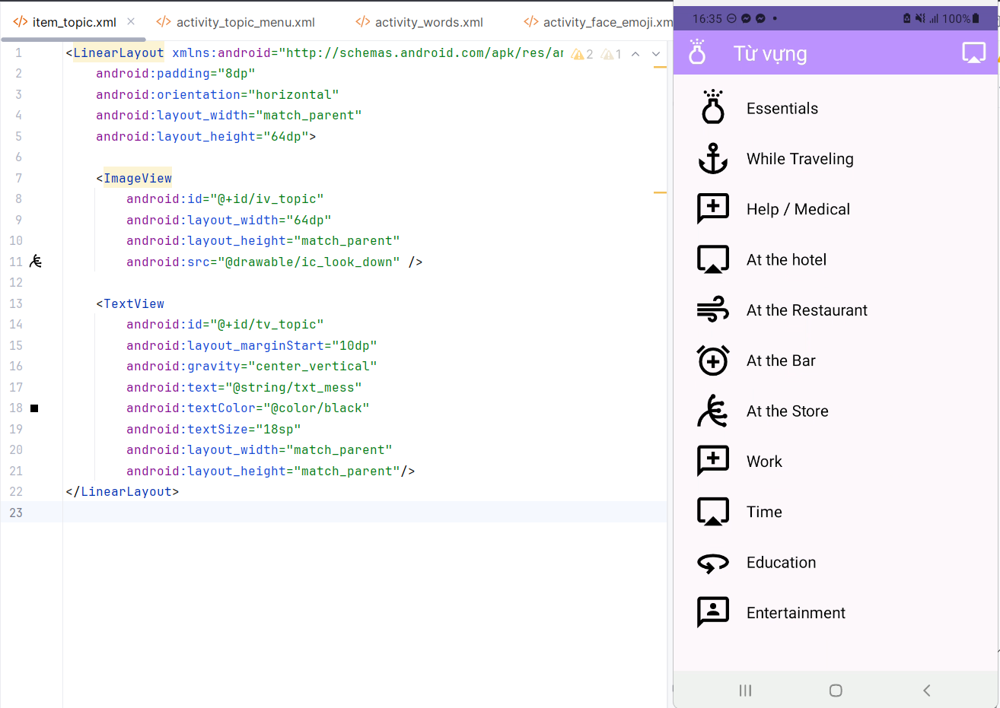 item_topic.xml activity_topic_menu.xml activity_words.xml activity_face_emoji.xm
1 <LinearLayout xmlns:android="http://schemas.android.com/apk/res/ar 2 1
2 android:padding="8dp"
3 android:orientation="horizontal"
4 android:layout_width="match_parent"
5 android:layout_height="64dp">
6
7 <ImageView
8 android:id="@+id/iv_topic"
9 android:layout_width="64dp"
10 android:layout_height="match_parent"
11 android:src="@drawable/ic_look_down" />
12
13 <TextView
14 android:id="@+id/tv_topic"
15 android:layout_marginStart="10dp"
16 android:gravity="center_vertical"
17 android:text="@string/txt_mess"
18 android:textColor="@color/black"
19 android:textSize="18sp"
20 android:layout_width="match_parent"
21 android:layout_height="match_parent"/>
22 </LinearLayout>
23
16:35 100%
Từ vựng
Essentials
While Traveling
Help / Medical
At the hotel
At the Restaurant
At the Bar
At the Store
Work
Time
Education
Entertainment